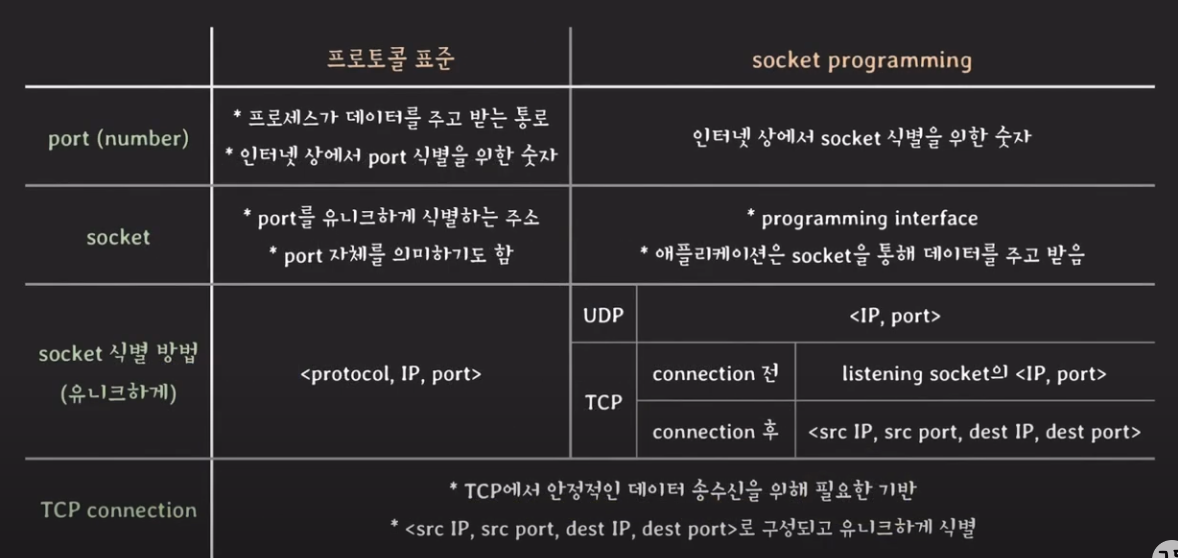 프로토콜 표준
socket programming
port (number)
* 프로세스가 데이터를 주고 받는 통로
* 인터넷 상에서 port 식별을 위한 숫자
인터넷 상에서 socket 식별을 위한 숫자
socket
* port를 유니크하게 식별하는 주소
* port 자체를 의미하기도 함
* programming interface
* 애플리케이션은 socket을 통해 데이터를 주고 받음
socket 식별 방법
(유니크하게)
<protocol, IP, port>
UDP
<IP, port>
TCP
connection 전
listening socket의 <IP, port>
connection 후
<src IP, src port, dest IP, dest port>
TCP connection
* TCP에서 안정적인 데이터 송수신을 위해 필요한 기반
* <src IP, src port, dest IP, dest port>로 구성되고 유니크하게 식별